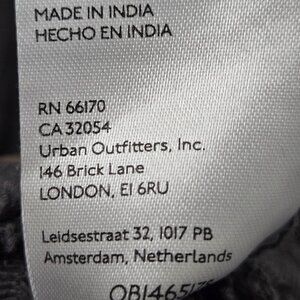 MADE IN INDIA
HECHO EN INDIA
RN 66170
CA 32054
Urban Outfitters, Inc.
146 Brick Lane
LONDON, E1 6RU
Leidsestraat 32, 1017 PB
Amsterdam, Netherlands